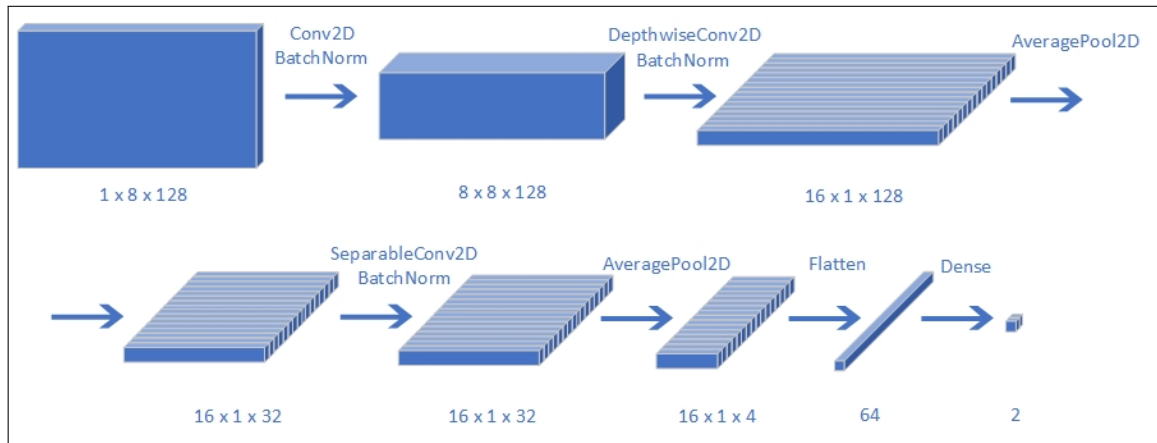 Conv2D
BatchNorm
DepthwiseConv2D
BatchNorm
AveragePool2D
1 x 8 x 128
8 x 8 x 128
16 x 1 x 128
SeparableConv2D
BatchNorm
AveragePool2D
Flatten
Dense
16 x 1 x 32
16 x 1 x 32
16 x 1 x 4
64
2